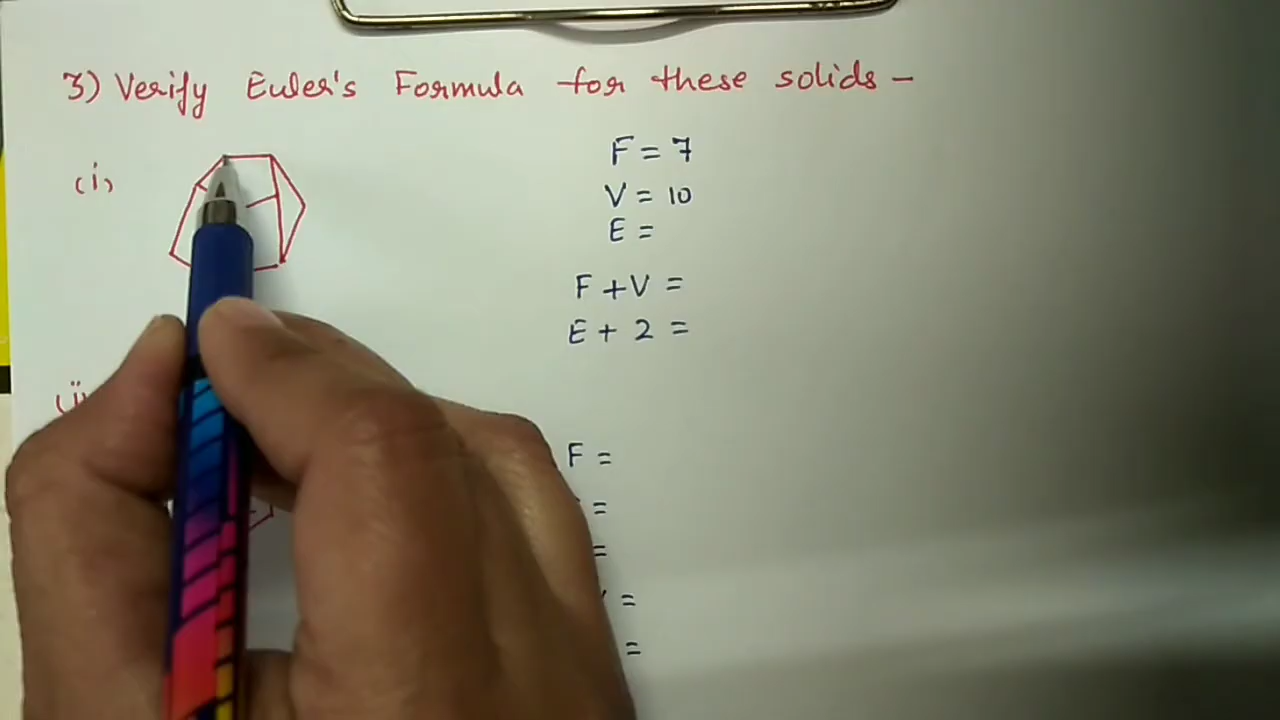 3) Verify Euler's Formula for these solids -
(i)
F = 7
V = 10
E =
F + V =
E + 2 =
F =
=
=
=
=